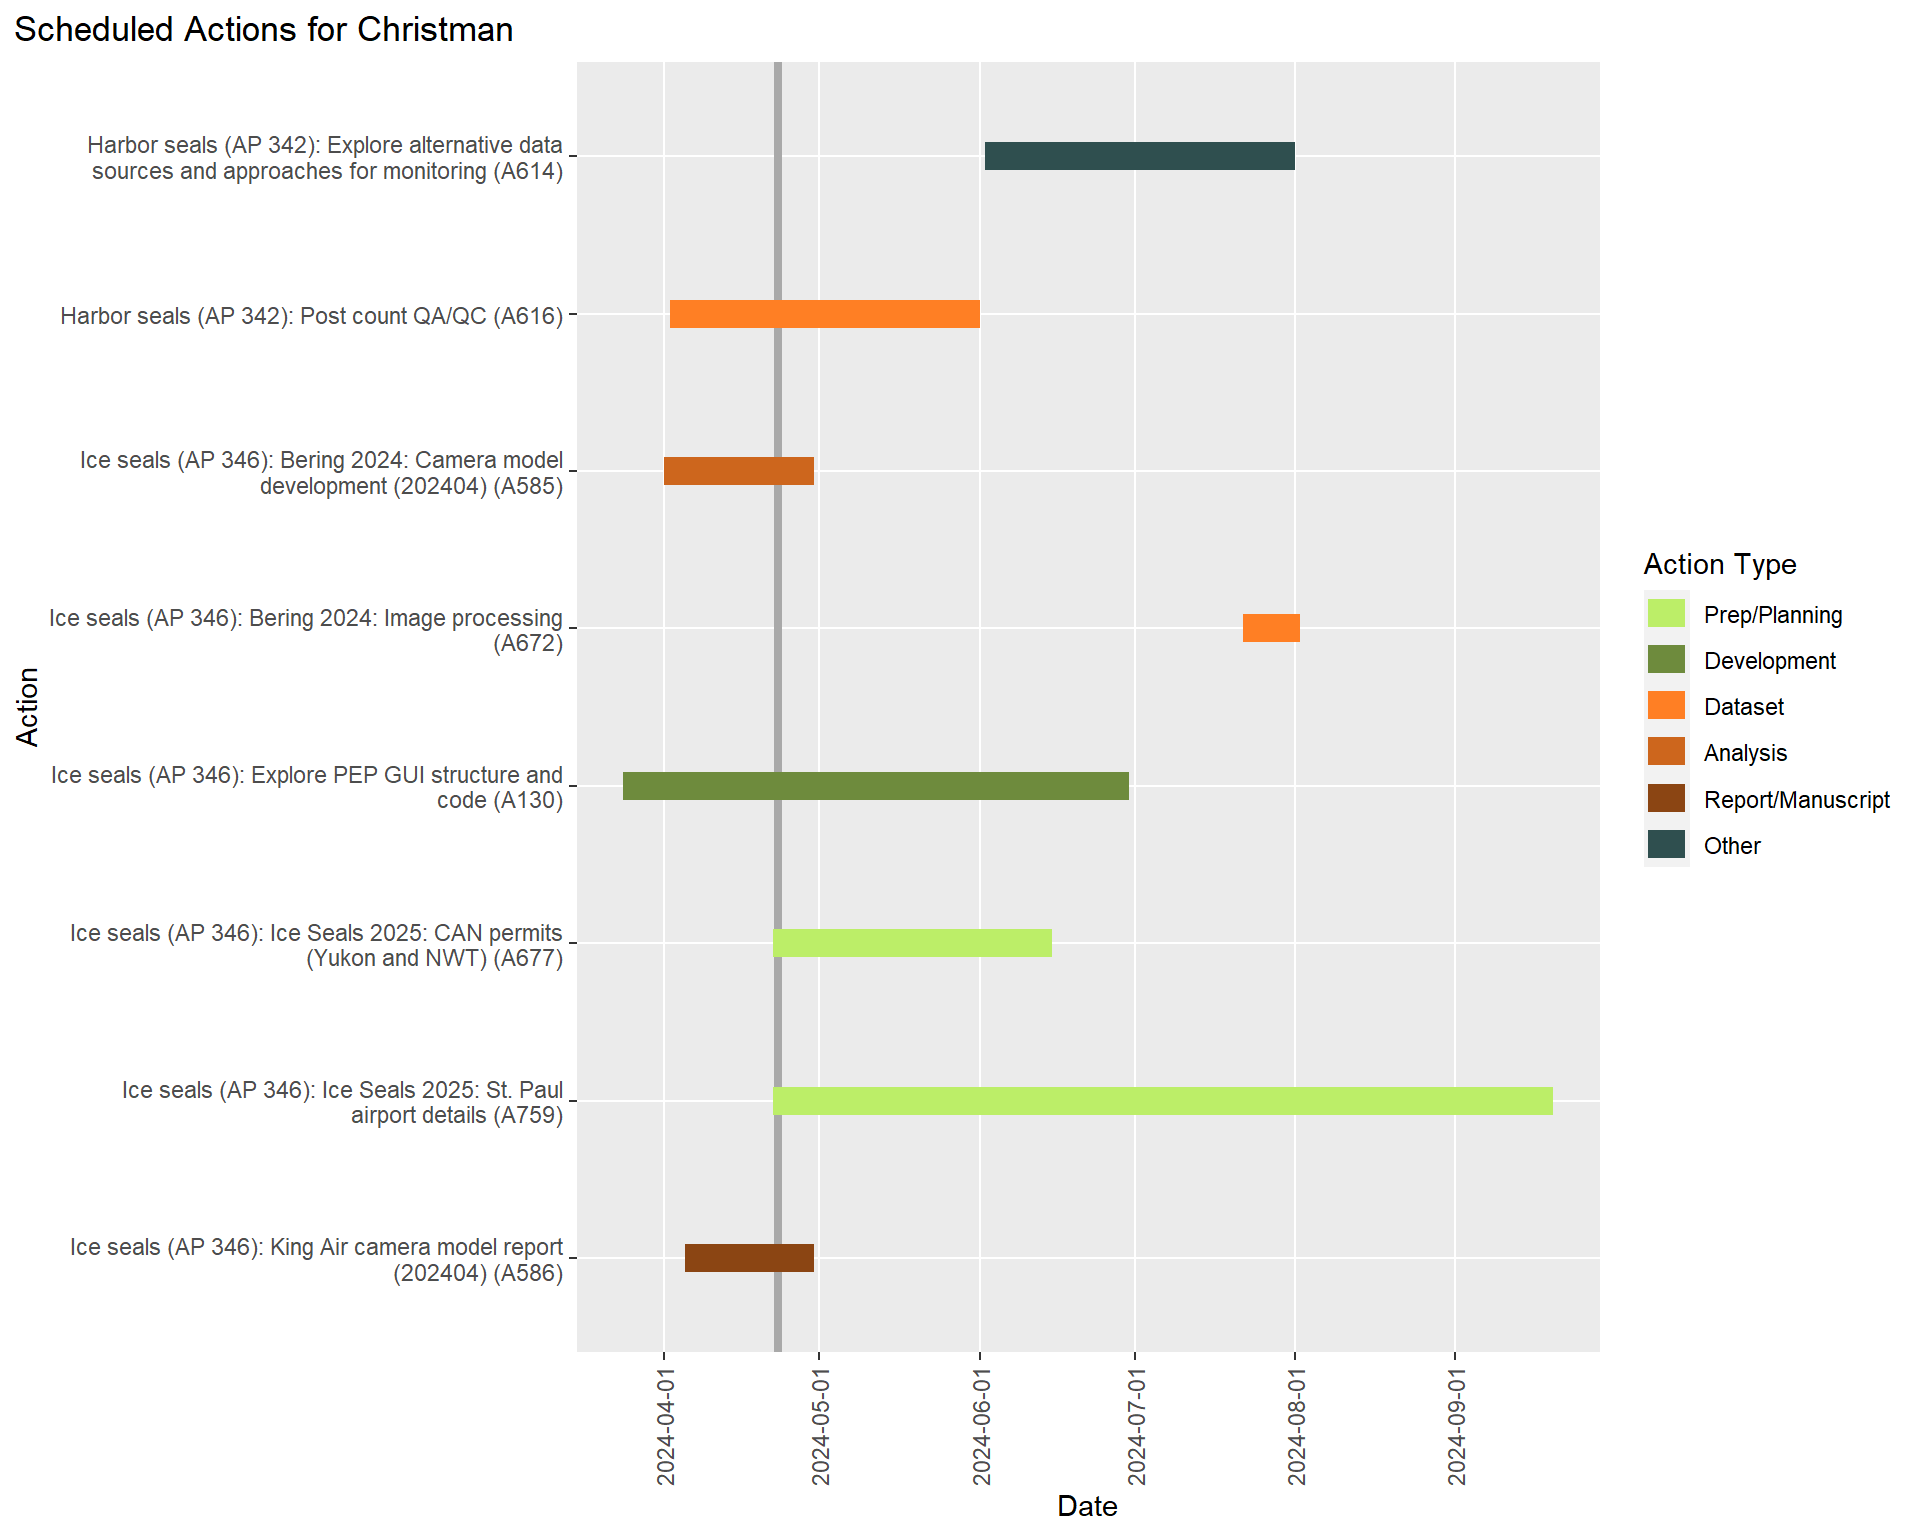 Scheduled Actions for Christman
Harbor seals (AP 342): Explore alternative data
sources and approaches for monitoring (A614)
Harbor seals (AP 342): Post count QA/QC (A616)
Ice seals (AP 346): Bering 2024: Camera model
development (202404) (A585)
Ice seals (AP 346): Bering 2024: Image processing
(A672)
Ice seals (AP 346): Explore PEP GUI structure and
code (A130)
Ice seals (AP 346): Ice Seals 2025: CAN permits
(Yukon and NWT) (A677)
Ice seals (AP 346): Ice Seals 2025: St. Paul
airport details (A759)
Ice seals (AP 346): King Air camera model report
(202404) (A586)
Action
2024-04-01
2024-05-01
2024-06-01
2024-07-01
2024-08-01
2024-09-01
Date
Action Type
Prep/Planning
Development
Dataset
Analysis
Report/Manuscript
Other